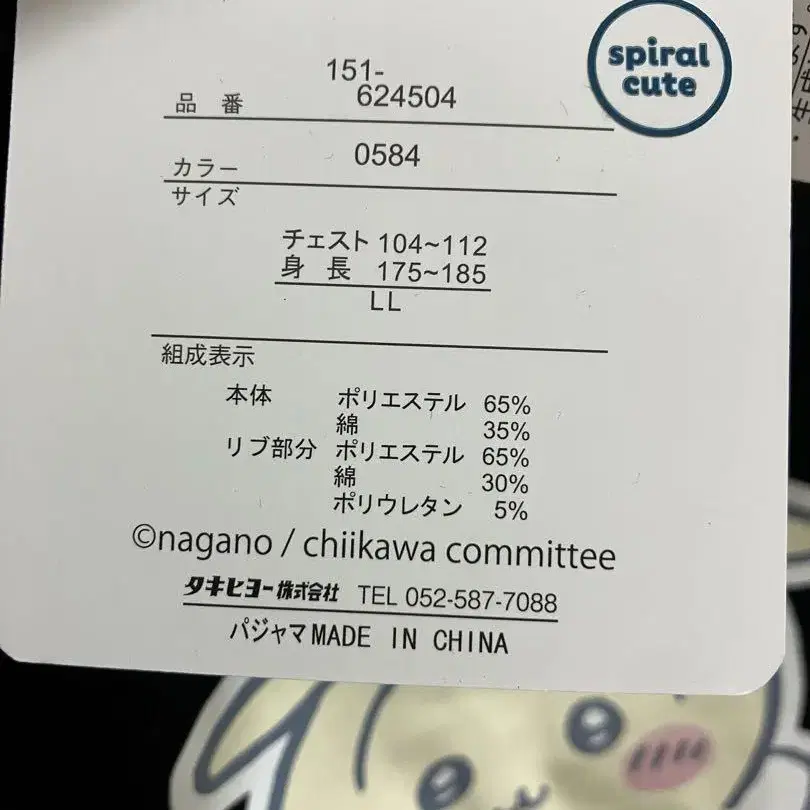 spiral
cute
151-
品番 624504
カラー 0584
サイズ
チェスト 104~112
身長 175~185
LL
組成表示
本体 ポリエステル 65%
綿 35%
リブ部分 ポリエステル 65%
綿 30%
ポリウレタン 5%
©nagano / chiikawa committee
タキヒヨー株式会社 TEL 052-587-7088
パジャマ MADE IN CHINA